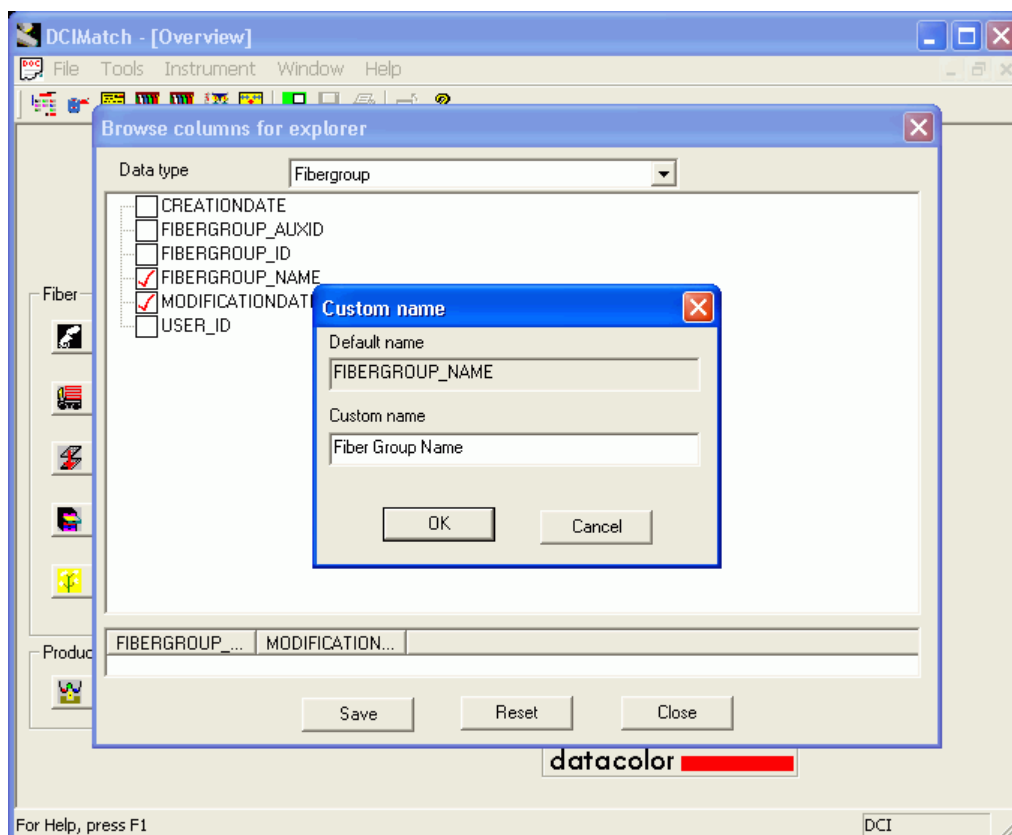 DCIMatch - [Overview]
File Tools Instrument Window Help
Browse columns for explorer
Data type Fibergroup
CREATIONDATE
FIBERGROUP_AUXID
FIBERGROUP_ID
FIBERGROUP_NAME
MODIFICATIONDAT
USER_ID
Fiber
Custom name
Default name
FIBERGROUP_NAME
Custom name
Fiber Group Name
OK Cancel
FIBERGROUP_... MODIFICATION...
Produc
Save Reset Close
datacolor
For Help, press F1 DCI